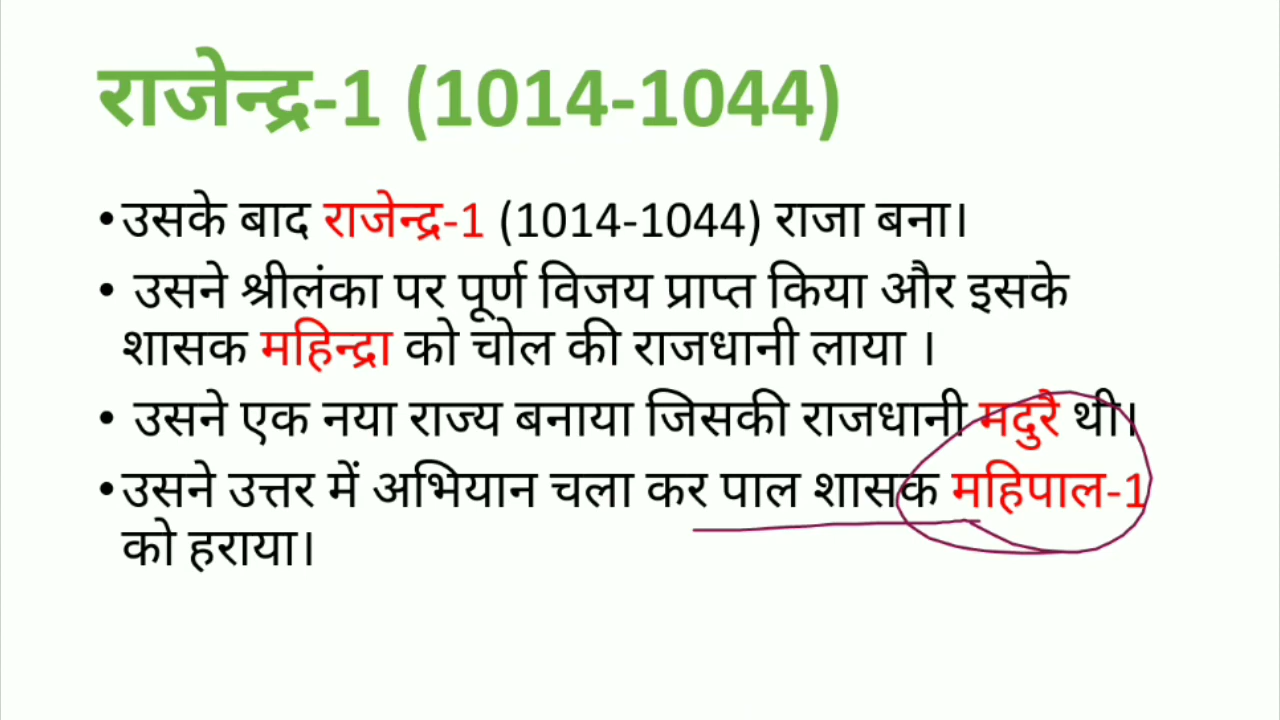 राजेन्द्र-1 (1014-1044)
•उसके बाद राजेन्द्र-1 (1014-1044) राजा बना।
• उसने श्रीलंका पर पूर्ण विजय प्राप्त किया और इसके
शासक महिन्द्रा को चोल की राजधानी लाया ।
• उसने एक नया राज्य बनाया जिसकी राजधानी मदुरै थी।
•उसने उत्तर में अभियान चला कर पाल शासक महिपाल-1
को हराया।